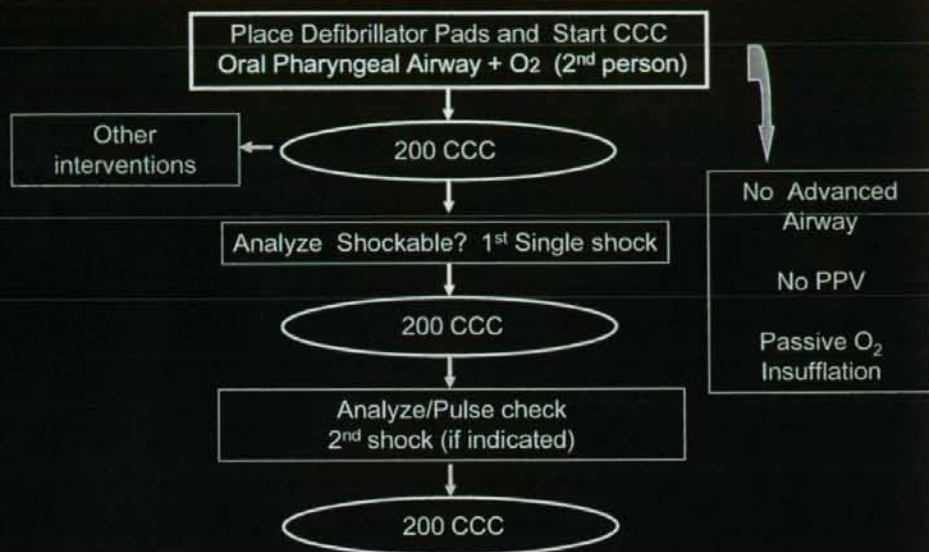 Place Defibrillator Pads and Start CCC
Oral Pharyngeal Airway + O₂ (2nd person)
Other
interventions
200 CCC
No Advanced
Airway
Analyze Shockable? 1st Single shock
No PPV
200 CCC
Passive O₂
Insufflation
Analyze/Pulse check
2nd shock (if indicated)
200 CCC